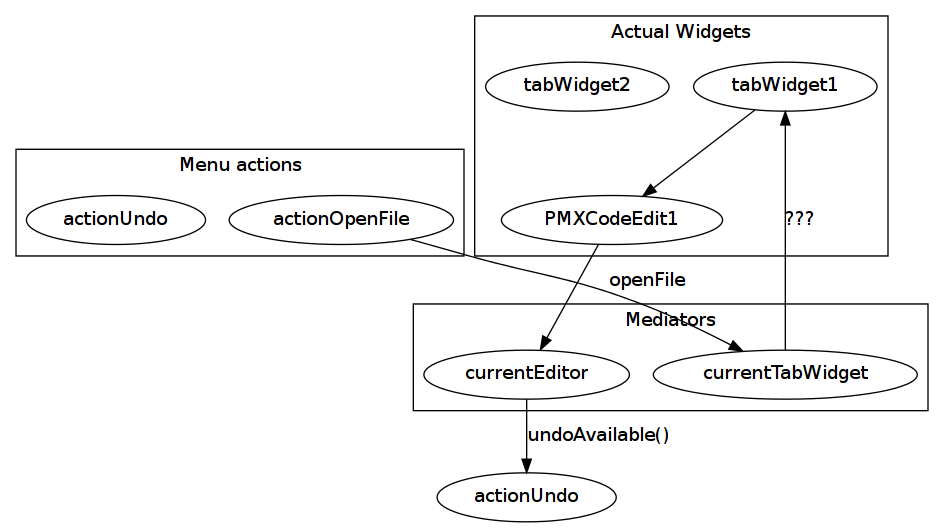 Actual Widgets
tabWidget2
tabWidget1
Menu actions
actionUndo
actionOpenFile
PMXCodeEdit1
???
openFile
Mediators
currentEditor
currentTabWidget
undoAvailable()
actionUndo